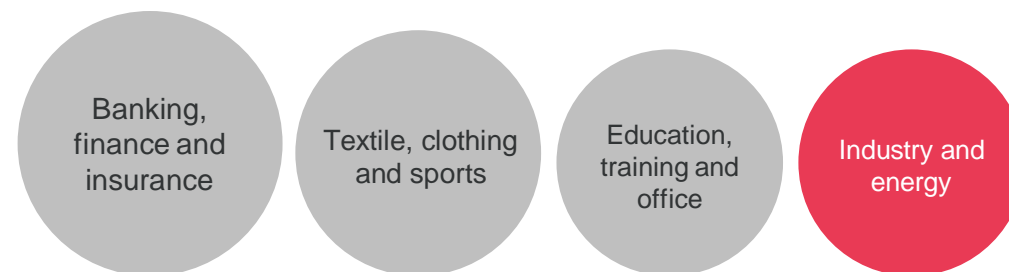 Banking,
finance and
insurance
Textile, clothing
and sports
Education,
training and
office
Industry and
energy